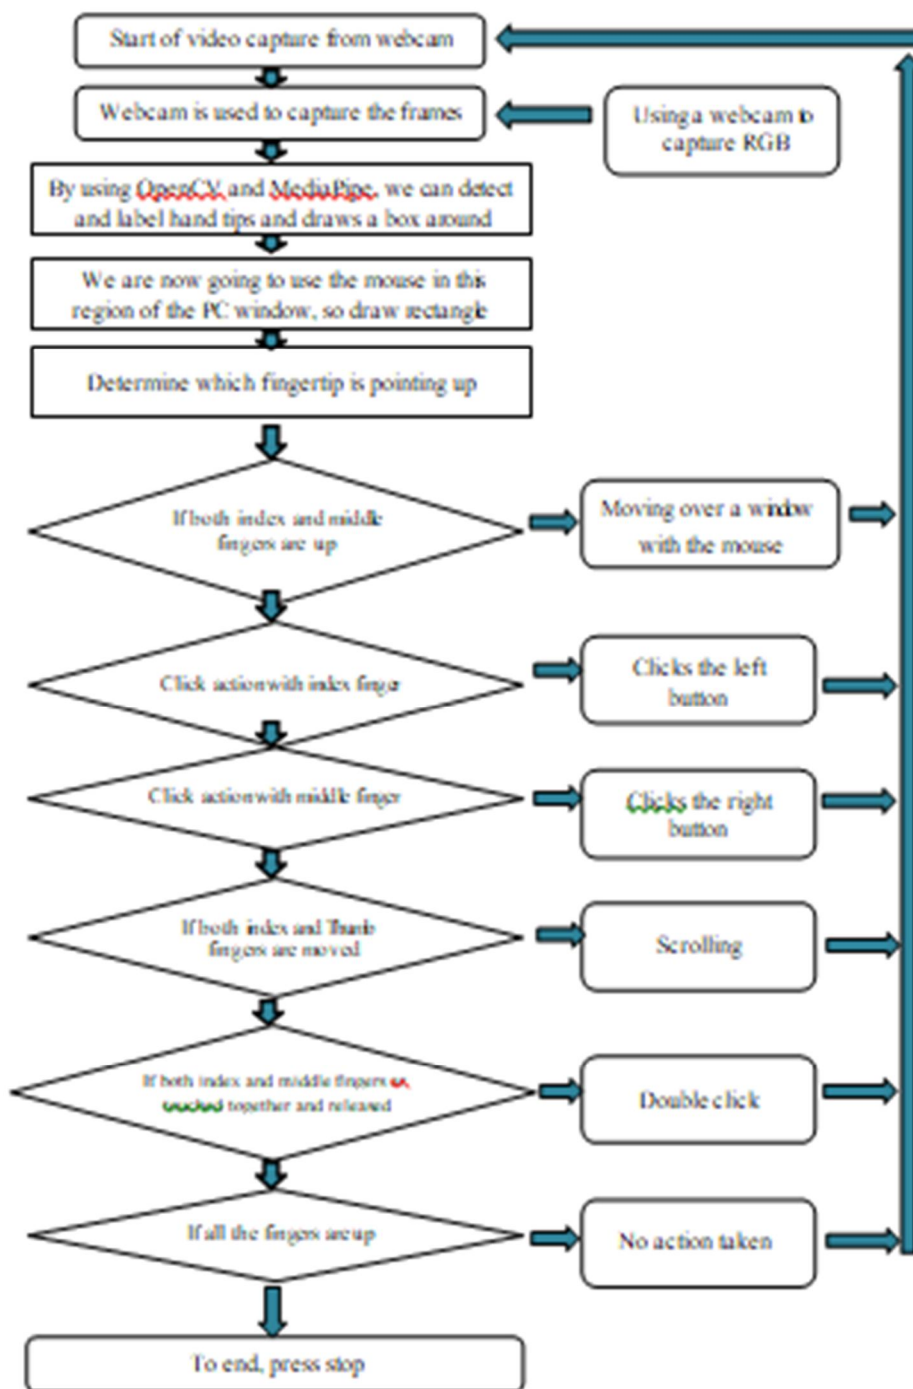 Start of video capture from webcam
Webcam is used to capture the frames
Using a webcam to
capture RGB
By using OpenCV and MediaPipe, we can detect
and label hand tips and draws a box around
We are now going to use the mouse in this
region of the PC window, so draw rectangle
Determine which fingertip is pointing up
If both index and middle
fingers are up
Moving over a window
with the mouse
Click action with index finger
Clicks the left
button
Click action with middle finger
Clicks the right
button
If both index and Thumb
fingers are moved
Scrolling
If both index and middle fingers
together and released
Double click
If all the fingers are up
No action taken
To end, press stop